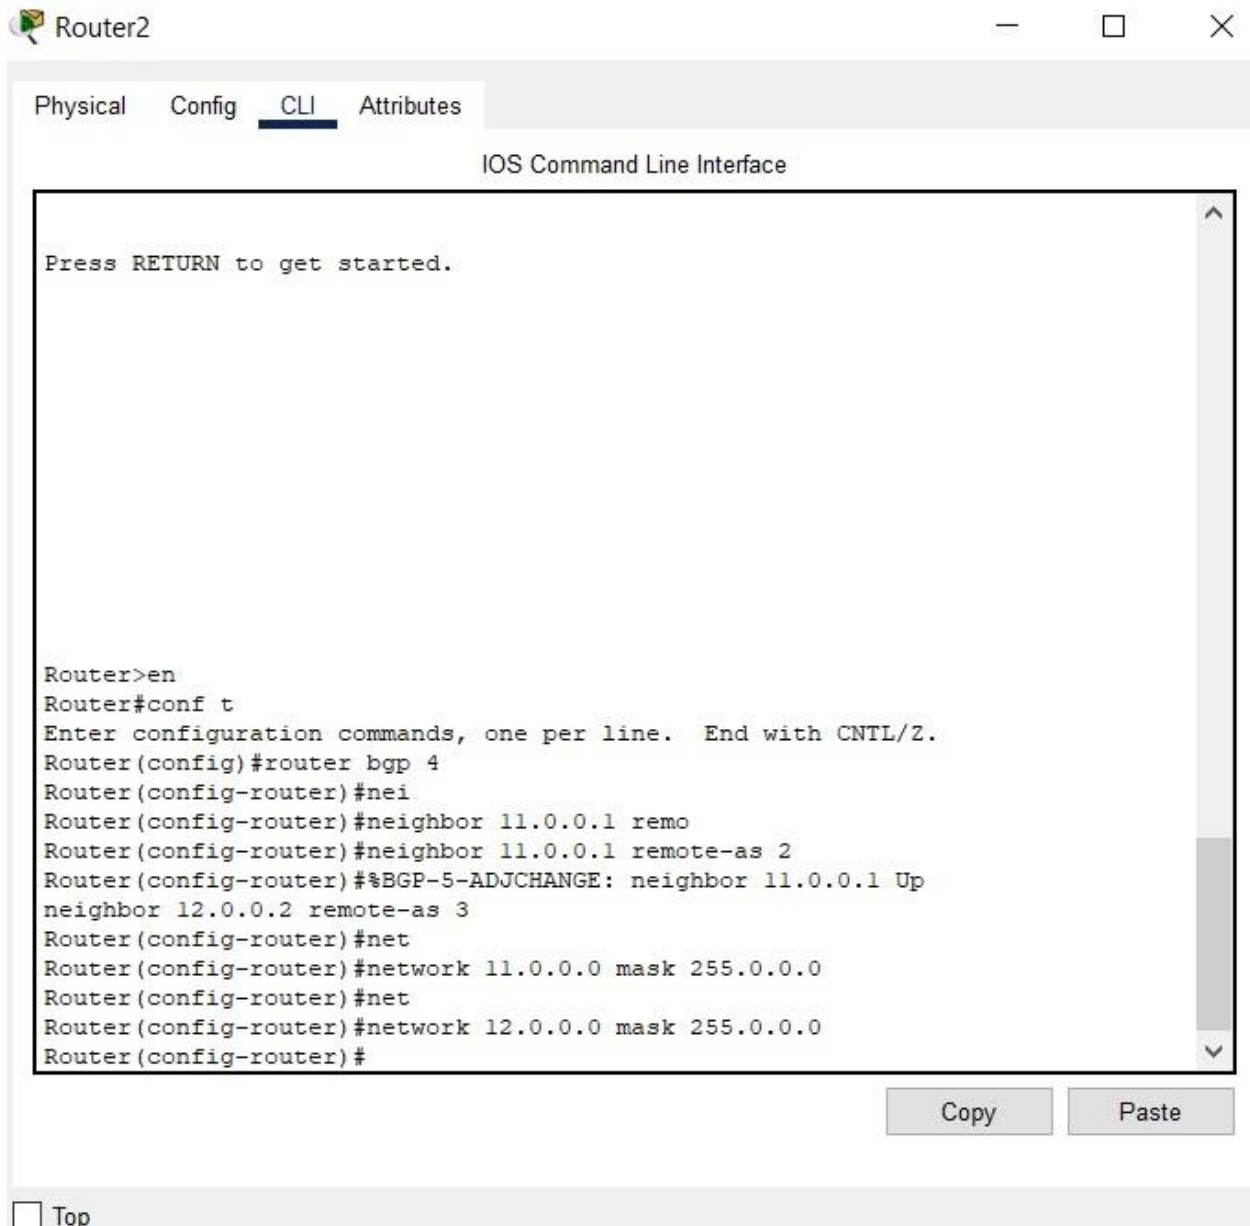 Router2
Physical Config CLI Attributes
IOS Command Line Interface
Press RETURN to get started.
Router>en
Router#conf t
Enter configuration commands, one per line.  End with CNTL/Z.
Router(config)#router bgp 4
Router(config-router)#nei
Router(config-router)#neighbor 11.0.0.1 remo
Router(config-router)#neighbor 11.0.0.1 remote-as 2
Router(config-router)#%BGP-5-ADJCHANGE: neighbor 11.0.0.1 Up
neighbor 12.0.0.2 remote-as 3
Router(config-router)#net
Router(config-router)#network 11.0.0.0 mask 255.0.0.0
Router(config-router)#net
Router(config-router)#network 12.0.0.0 mask 255.0.0.0
Router(config-router)#
Copy Paste
Top